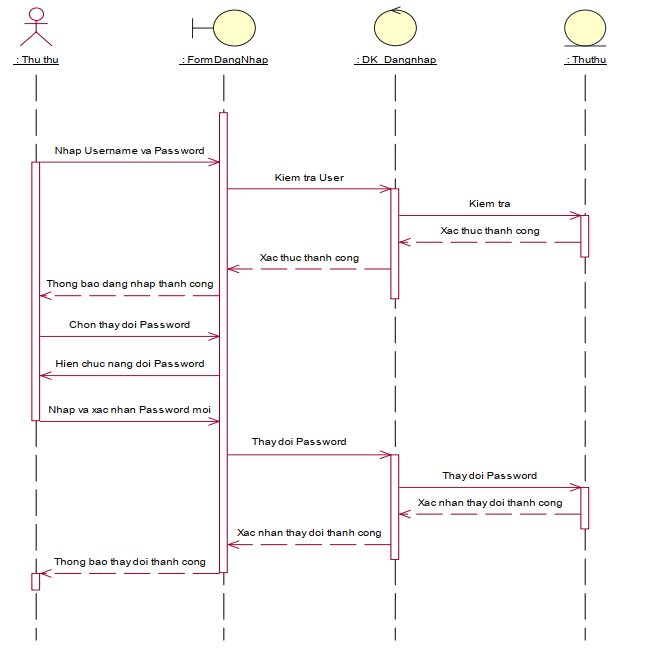 : Thu thu
: FormDangNhap
: DK_Dangnhap
: Thuthu
Nhap Username va Password
Kiem tra User
Kiem tra
Xac thuc thanh cong
Xac thuc thanh cong
Thong bao dang nhap thanh cong
Chon thay doi Password
Hien chuc nang doi Password
Nhap va xac nhan Password moi
Thay doi Password
Thay doi Password
Xac nhan thay doi thanh cong
Xac nhan thay doi thanh cong
Thong bao thay doi thanh cong